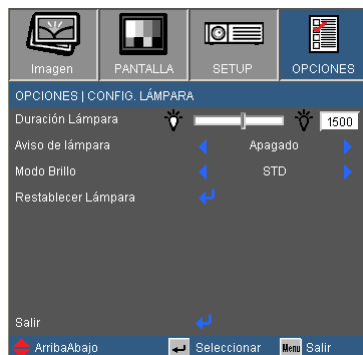 Imagen PANTALLA SETUP OPCIONES
OPCIONES | CONFIG. LÁMPARA
Duración Lámpara 1500
Aviso de lámpara Apagado
Modo Brillo STD
Restablecer Lámpara
Salir
ArribaAbajo Seleccionar Menu Salir